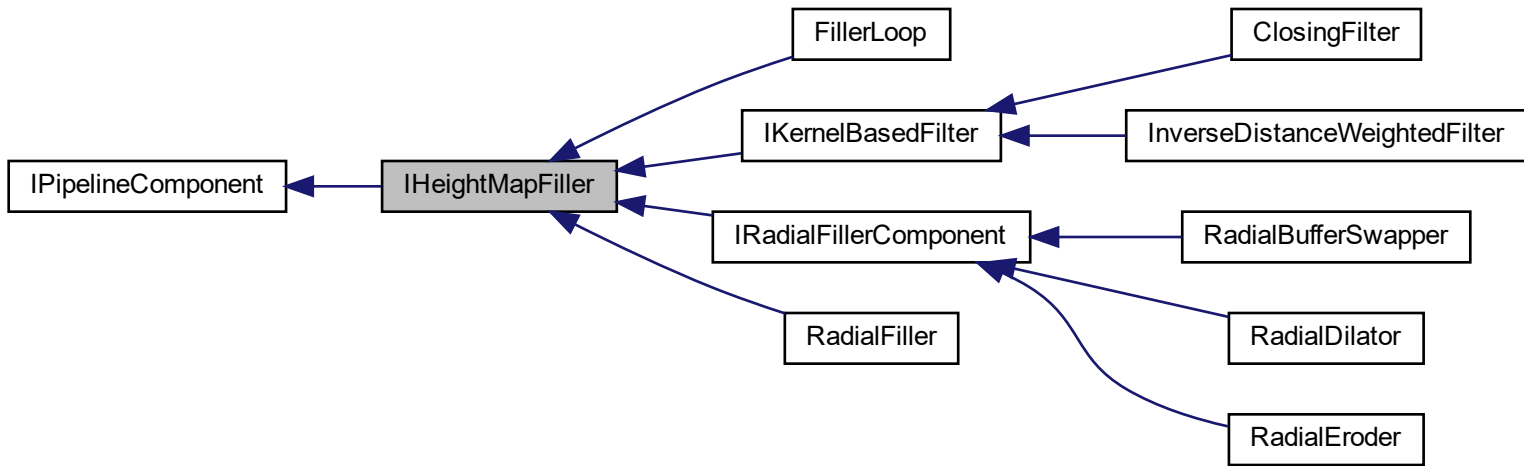 FillerLoop
ClosingFilter
IKernelBasedFilter
InverseDistanceWeightedFilter
IPipelineComponent
IHeightMapFiller
IRadialFillerComponent
RadialBufferSwapper
RadialFiller
RadialDilator
RadialEroder